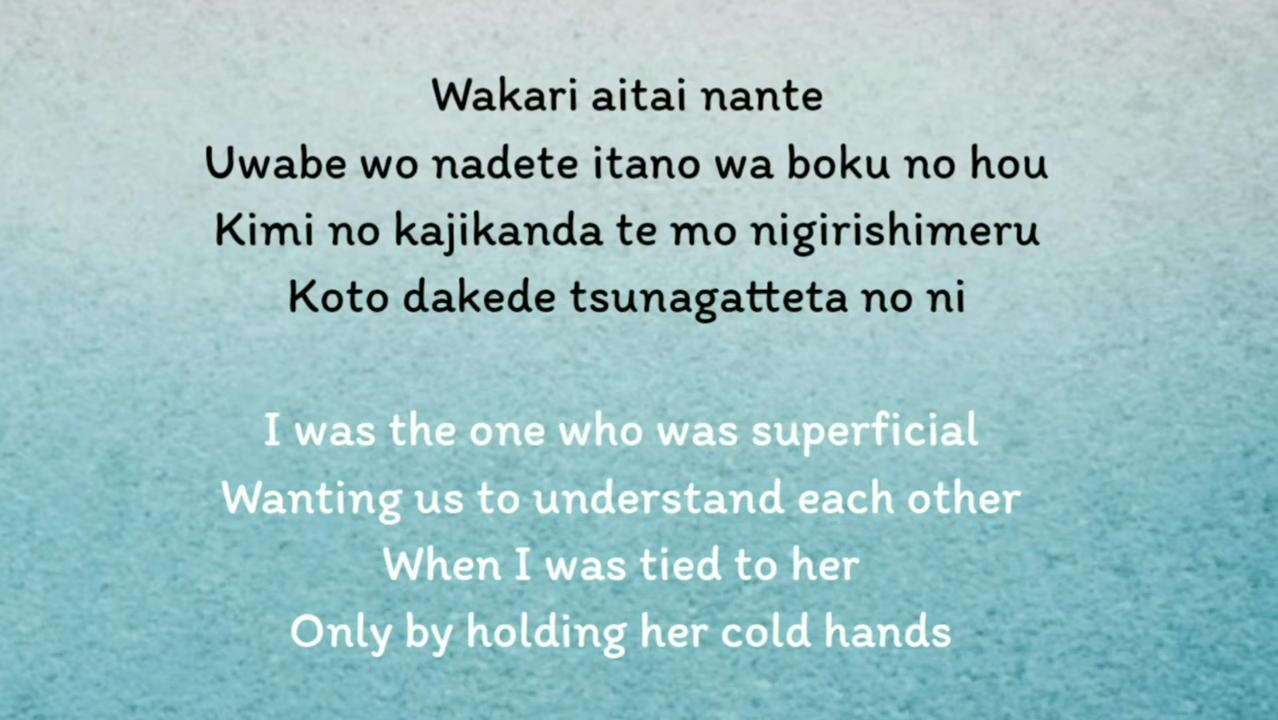 Wakari aitai nante
Uwabe wo nadete itano wa boku no hou
Kimi no kajikanda te mo nigirishimeru
Koto dakede tsunagatteta no ni
I was the one who was superficial
Wanting us to understand each other
When I was tied to her
Only by holding her cold hands